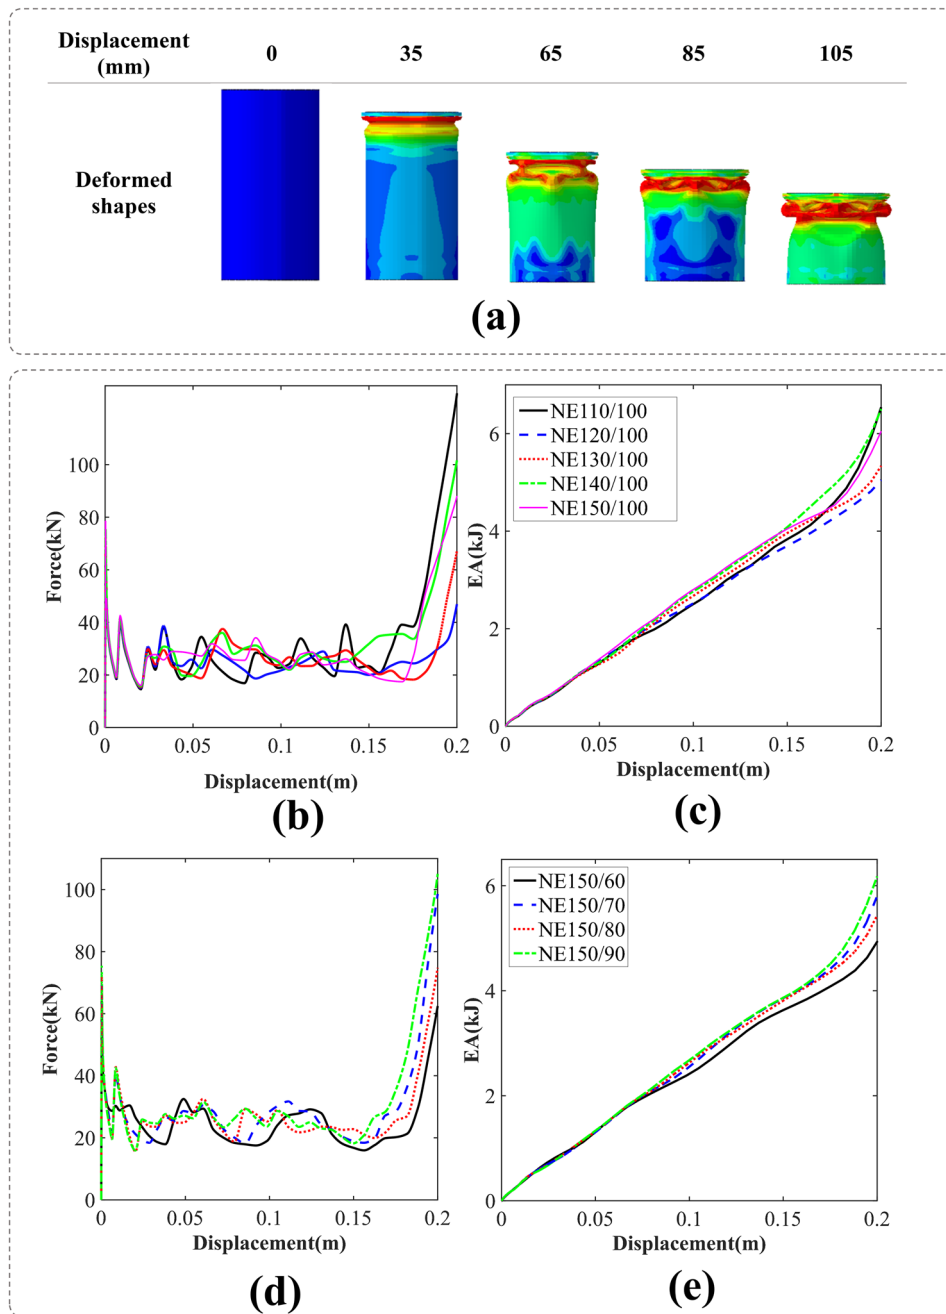 Displacement
(mm)
0
35
65
85
105
Deformed
shapes
(a)
Force(kN)
100
80
60
40
20
0
0
0.05
0.1
0.15
0.2
Displacement(m)
(b)
EA(kJ)
6
4
2
0
NE110/100
NE120/100
NE130/100
NE140/100
NE150/100
0
0.05
0.1
0.15
0.2
Displacement(m)
(c)
Force(kN)
100
80
60
40
20
0
0
0.05
0.1
0.15
0.2
Displacement(m)
(d)
EA(kJ)
6
4
2
0
NE150/60
NE150/70
NE150/80
NE150/90
0
0.05
0.1
0.15
0.2
Displacement(m)
(e)